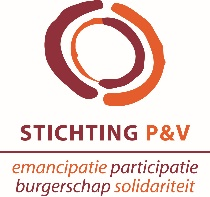 STICHTING P&V
emancipatie participatie
burgerschap solidariteit